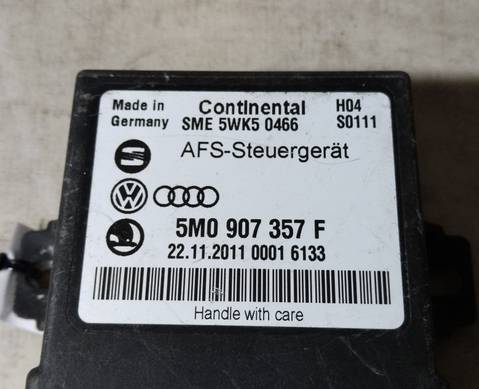 Made in Continental H04
Germany SME 5WK5 0466 S0111
AFS-Steuergerät
5M0 907 357 F
22.11.2011 0001 6133
Handle with care